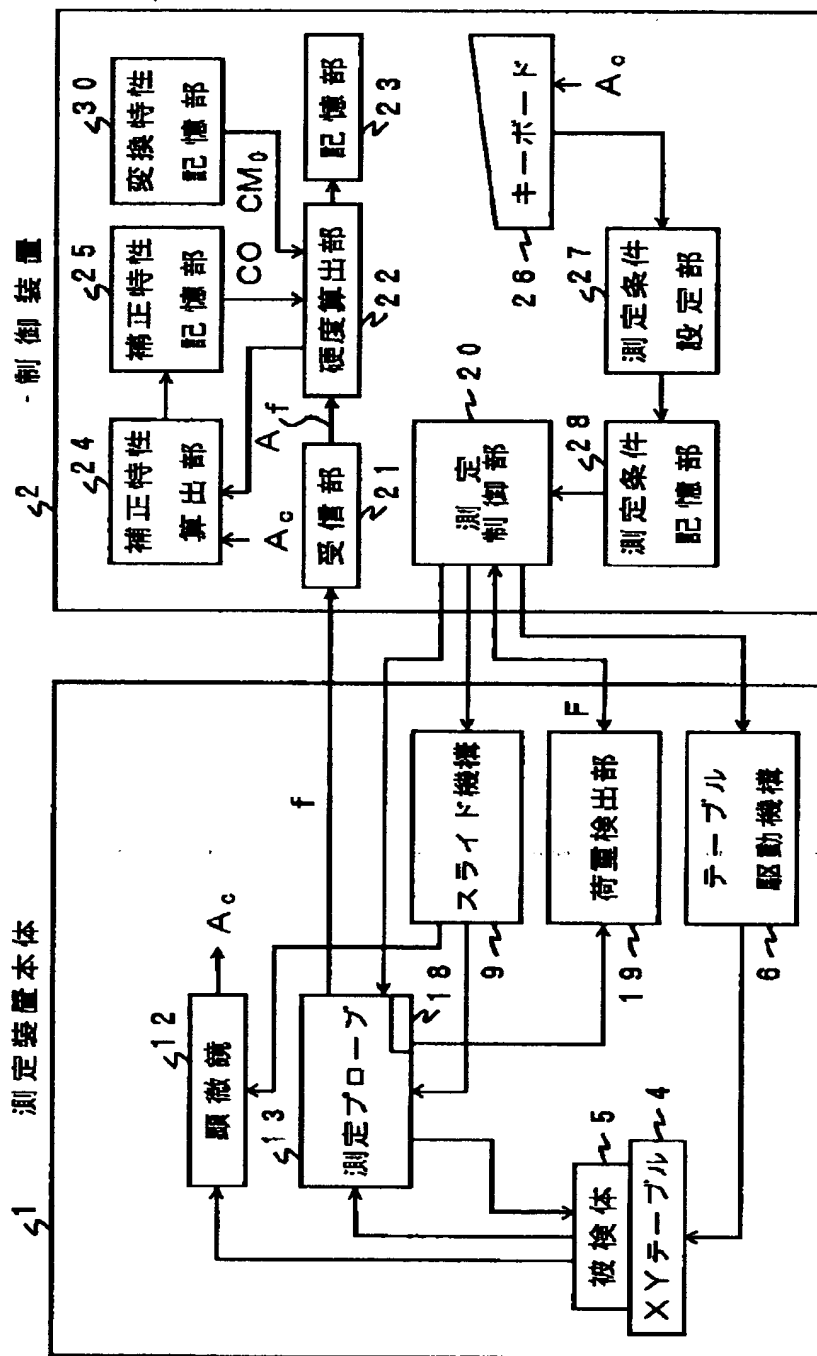 測定装置本体
1
顕微鏡
12
Ac
測定プローブ
13
18
f
スライド機構
9
荷重検出部
19
F
テーブル
駆動機構
6
被検体
5
XYテーブル
4
制御装置
2
補正特性
算出部
24
Ac
補正特性
記憶部
25
変換特性
記憶部
30
CO
CM0
受信部
21
Af
硬度算出部
22
記憶部
23
測定
制御部
20
キーボード
26
Ac
測定条件
設定部
27
測定条件
記憶部
28